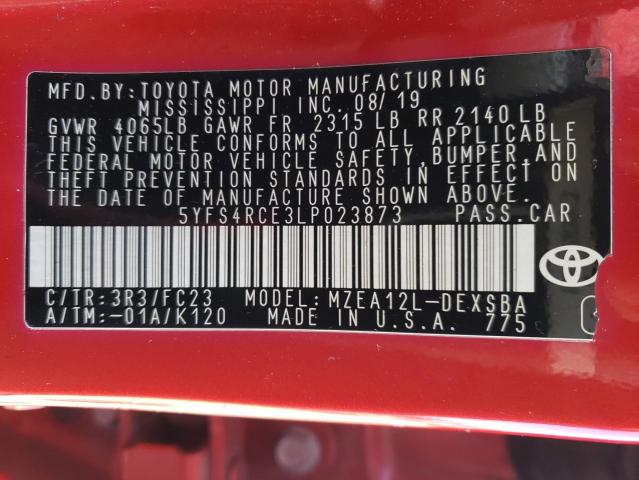 MFD.BY:TOYOTA MOTOR MANUFACTURING
MISSISSIPPI INC. 08/19
GVWR 4065LB GAWR FR 2315 LB RR 2140 LB
THIS VEHICLE CONFORMS TO ALL APPLICABLE
FEDERAL MOTOR VEHICLE SAFETY, BUMPER, AND
THEFT PREVENTION STANDARDS IN EFFECT ON
THE DATE OF MANUFACTURE SHOWN ABOVE.
5YFS4RCE3LP023873 PASS.CAR
C/TR:3R3/FC23 MODEL: MZEA12L-DEXSBA
A/TM:-01A/K120 MADE IN U.S.A. 775